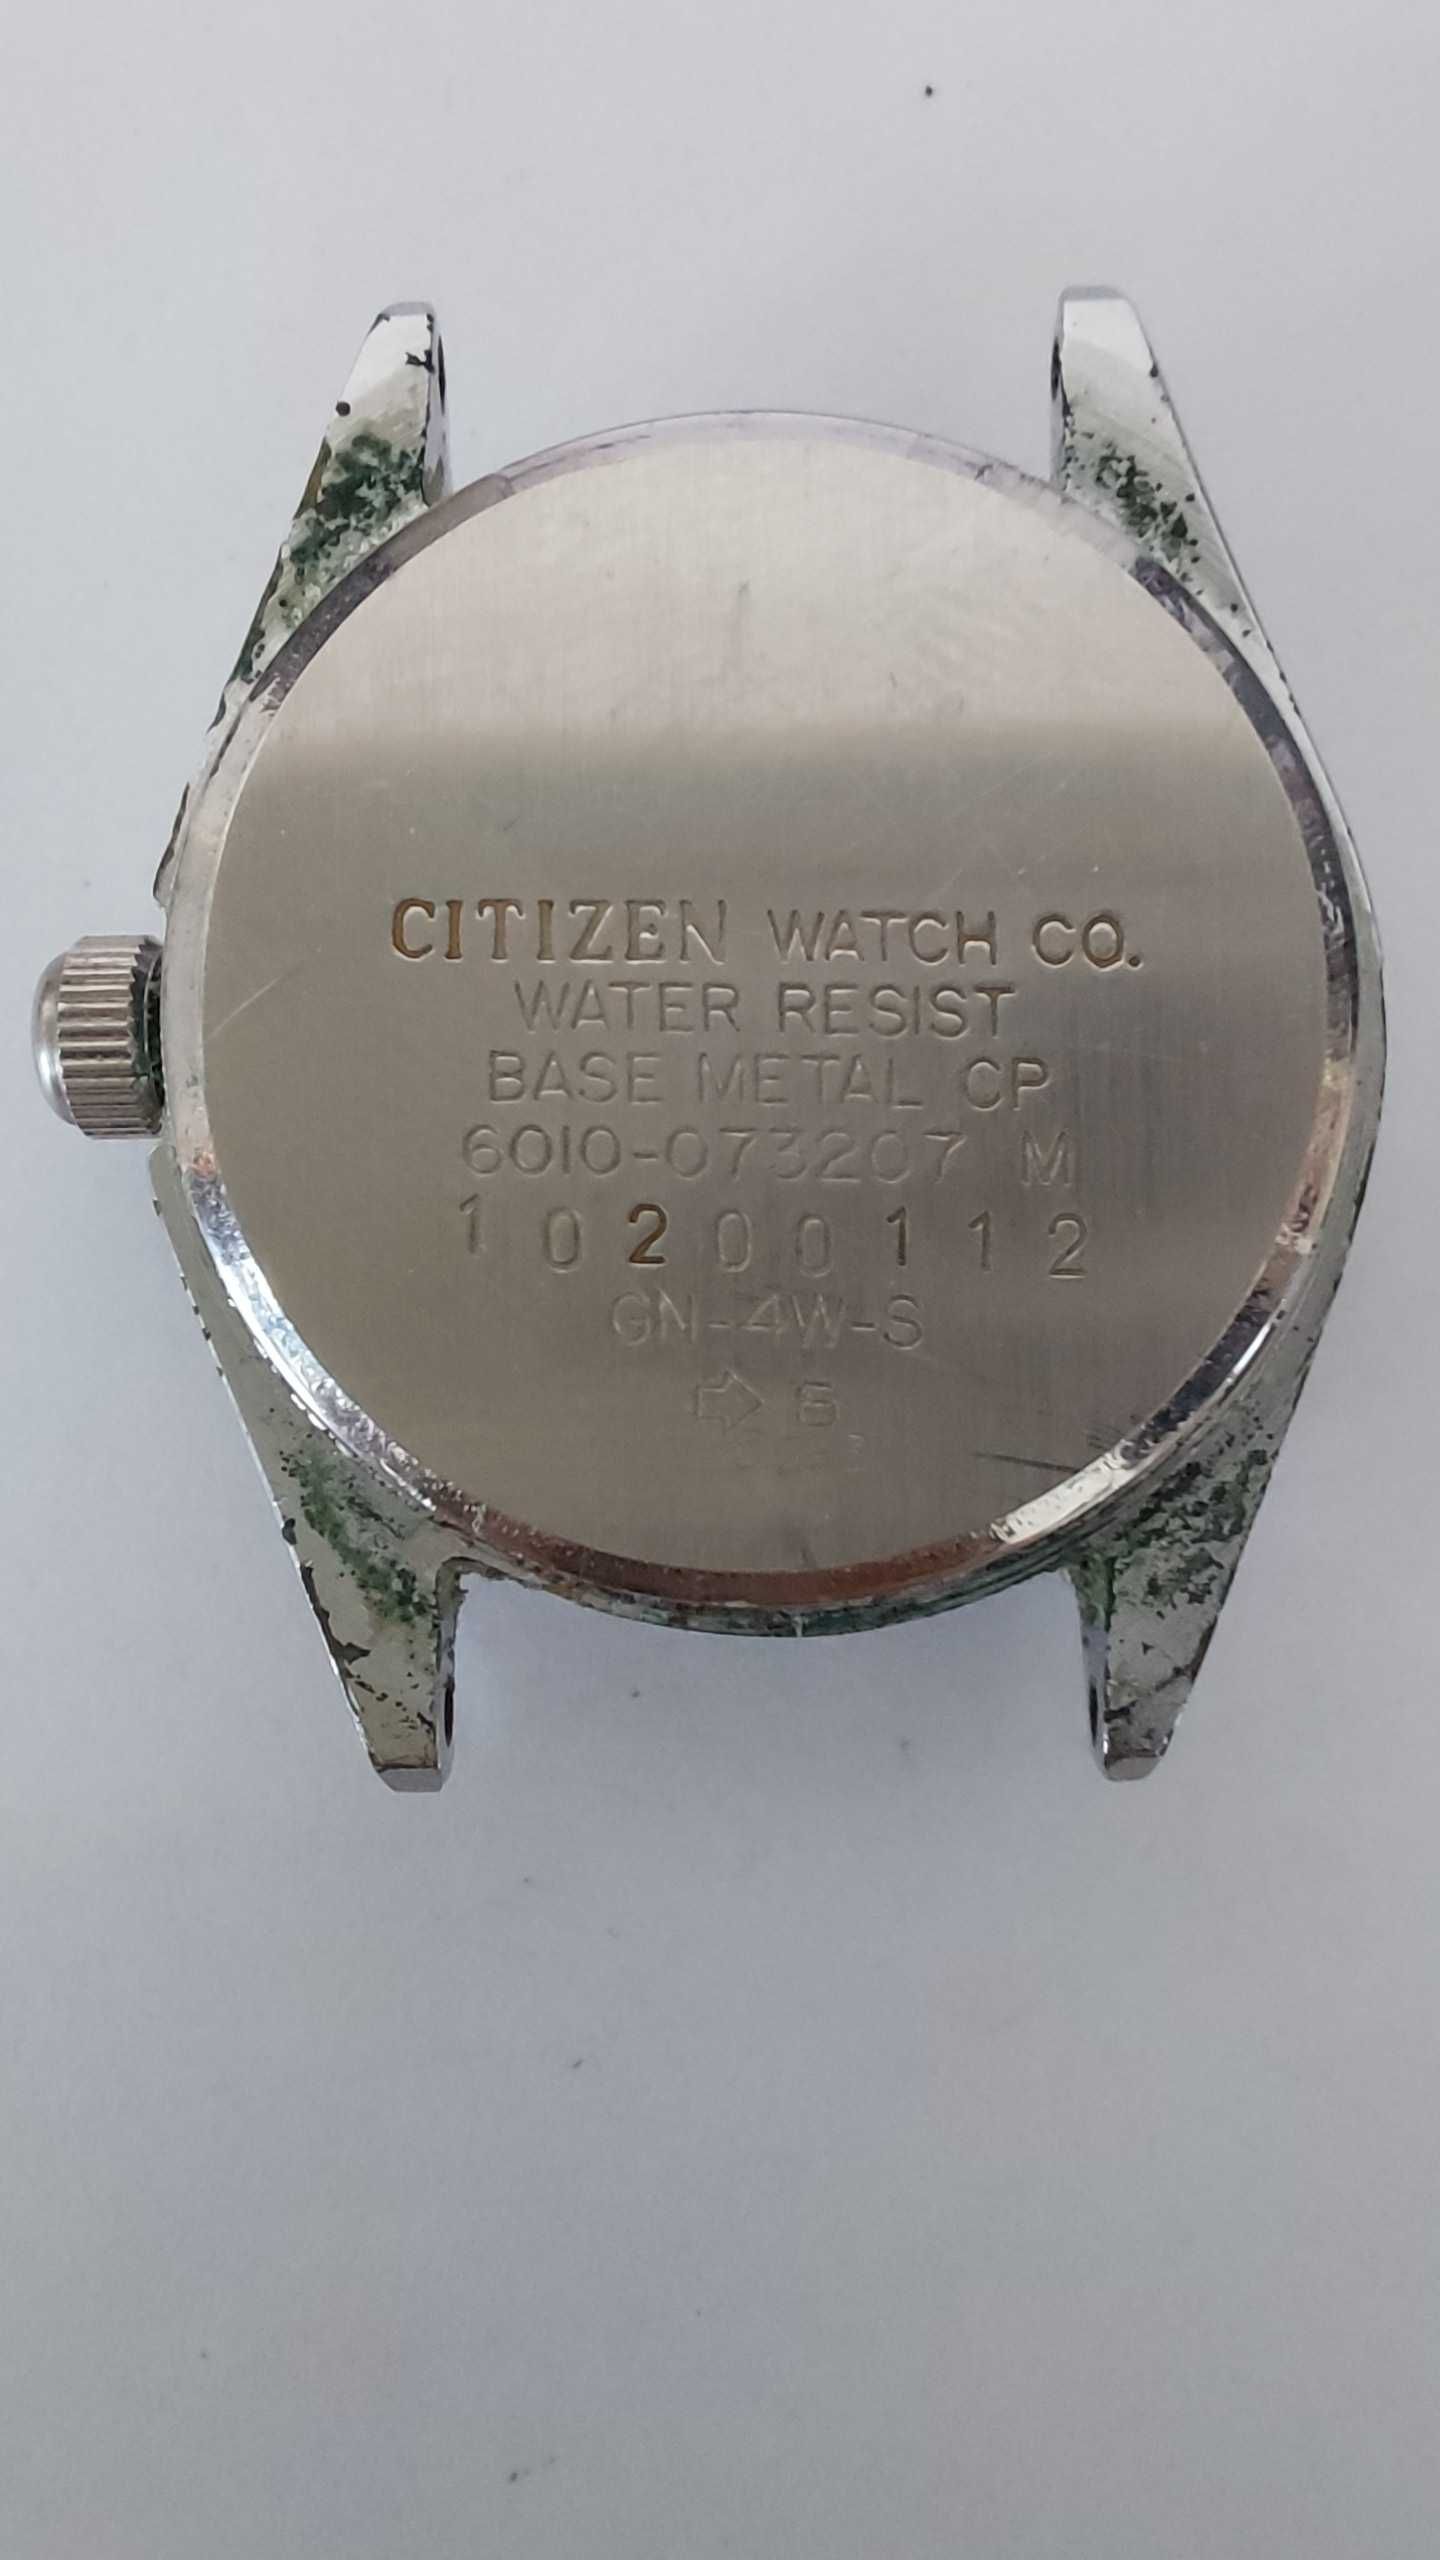 CITIZEN WATCH CO.
WATER RESIST
BASE METAL CP
6010-073207 M
10200112
GN-4W-S